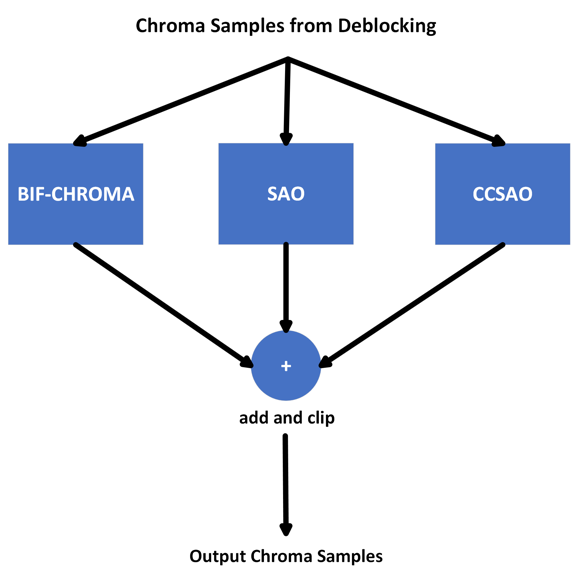 Chroma Samples from Deblocking
BIF-CHROMA
SAO
CCSAO
+
add and clip
Output Chroma Samples